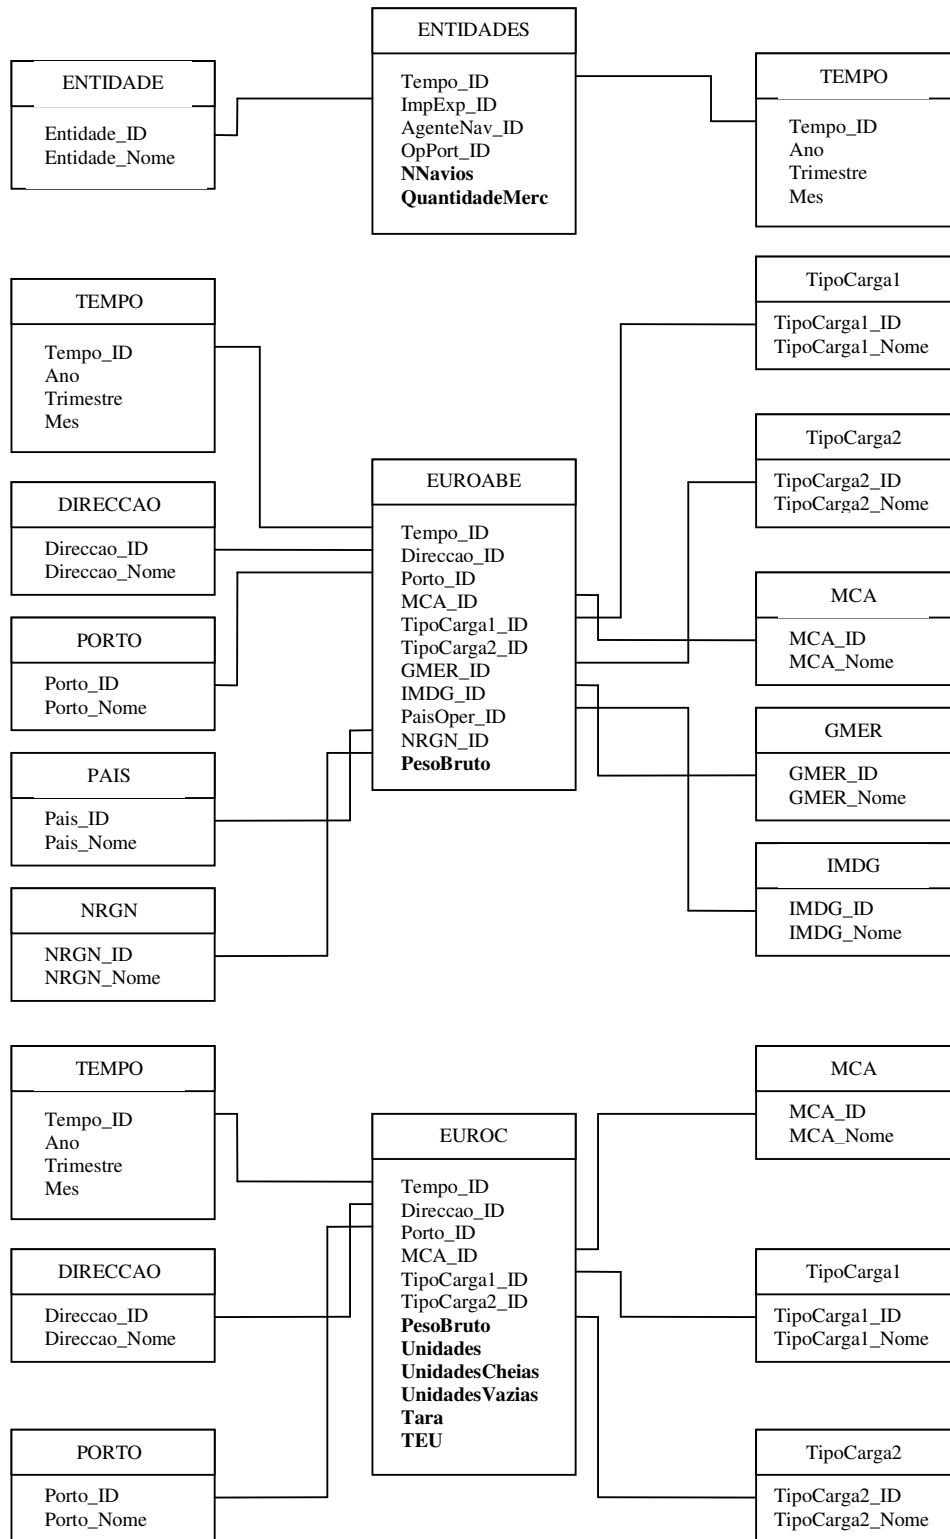 ENTIDADE
Entidade_ID
Entidade_Nome
ENTIDADES
Tempo_ID
ImpExp_ID
AgenteNav_ID
OpPort_ID
NNavios
QuantidadeMerc
TEMPO
Tempo_ID
Ano
Trimestre
Mes
TEMPO
Tempo_ID
Ano
Trimestre
Mes
DIRECCAO
Direccao_ID
Direccao_Nome
PORTO
Porto_ID
Porto_Nome
PAIS
Pais_ID
Pais_Nome
NRGN
NRGN_ID
NRGN_Nome
EUROABE
Tempo_ID
Direccao_ID
Porto_ID
MCA_ID
TipoCarga1_ID
TipoCarga2_ID
GMER_ID
IMDG_ID
PaisOper_ID
NRGN_ID
PesoBruto
TipoCarga1
TipoCarga1_ID
TipoCarga1_Nome
TipoCarga2
TipoCarga2_ID
TipoCarga2_Nome
MCA
MCA_ID
MCA_Nome
GMER
GMER_ID
GMER_Nome
IMDG
IMDG_ID
IMDG_Nome
TEMPO
Tempo_ID
Ano
Trimestre
Mes
DIRECCAO
Direccao_ID
Direccao_Nome
PORTO
Porto_ID
Porto_Nome
EUROC
Tempo_ID
Direccao_ID
Porto_ID
MCA_ID
TipoCarga1_ID
TipoCarga2_ID
PesoBruto
Unidades
UnidadesCheias
UnidadesVazias
Tara
TEU
MCA
MCA_ID
MCA_Nome
TipoCarga1
TipoCarga1_ID
TipoCarga1_Nome
TipoCarga2
TipoCarga2_ID
TipoCarga2_Nome